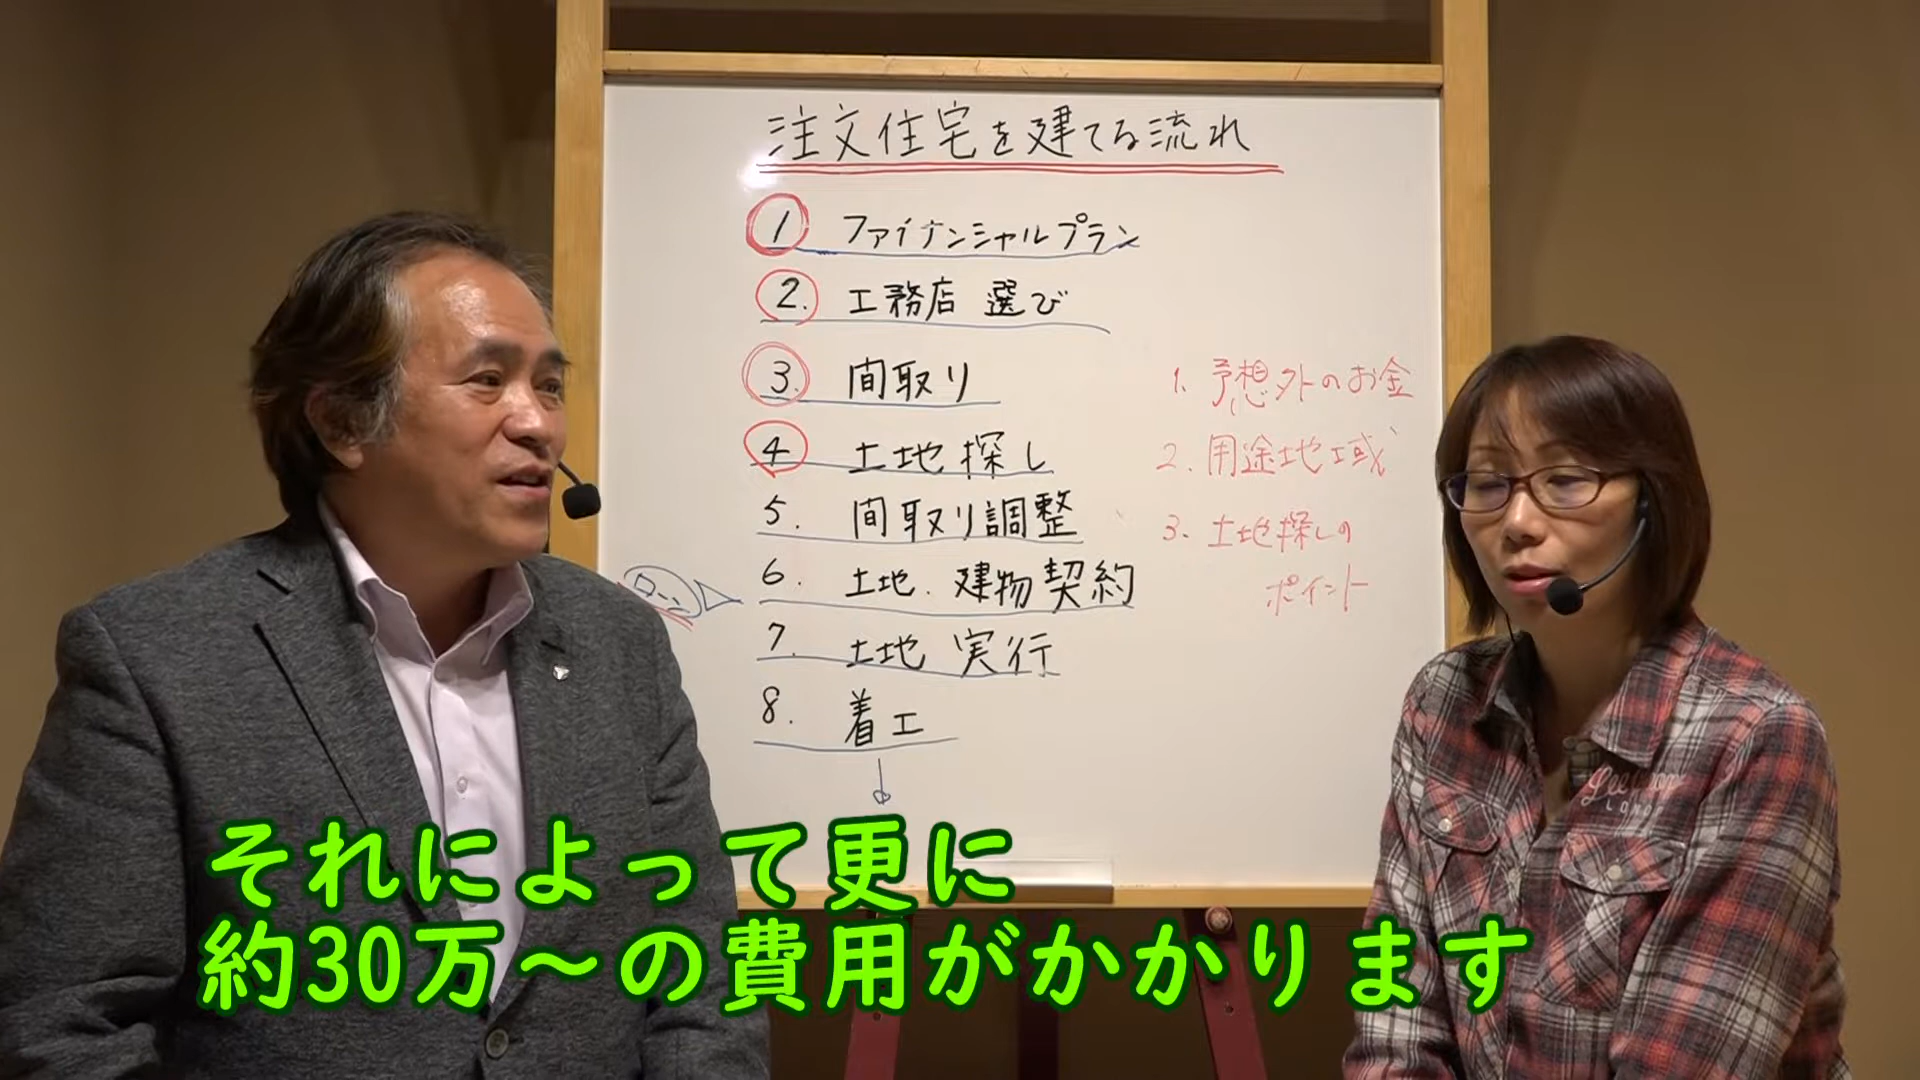 注文住宅を建てる流れ
1 ファイナンシャルプラン
2. 工務店 選び
3. 間取り
4 土地探し
5. 間取り調整
6. 土地.建物契約
7. 土地 実行
8. 着工
1. 予想外のお金
2. 用途地域
3. 土地探しの
ポイント
LONDON
それによって更に
約30万～の費用がかかります